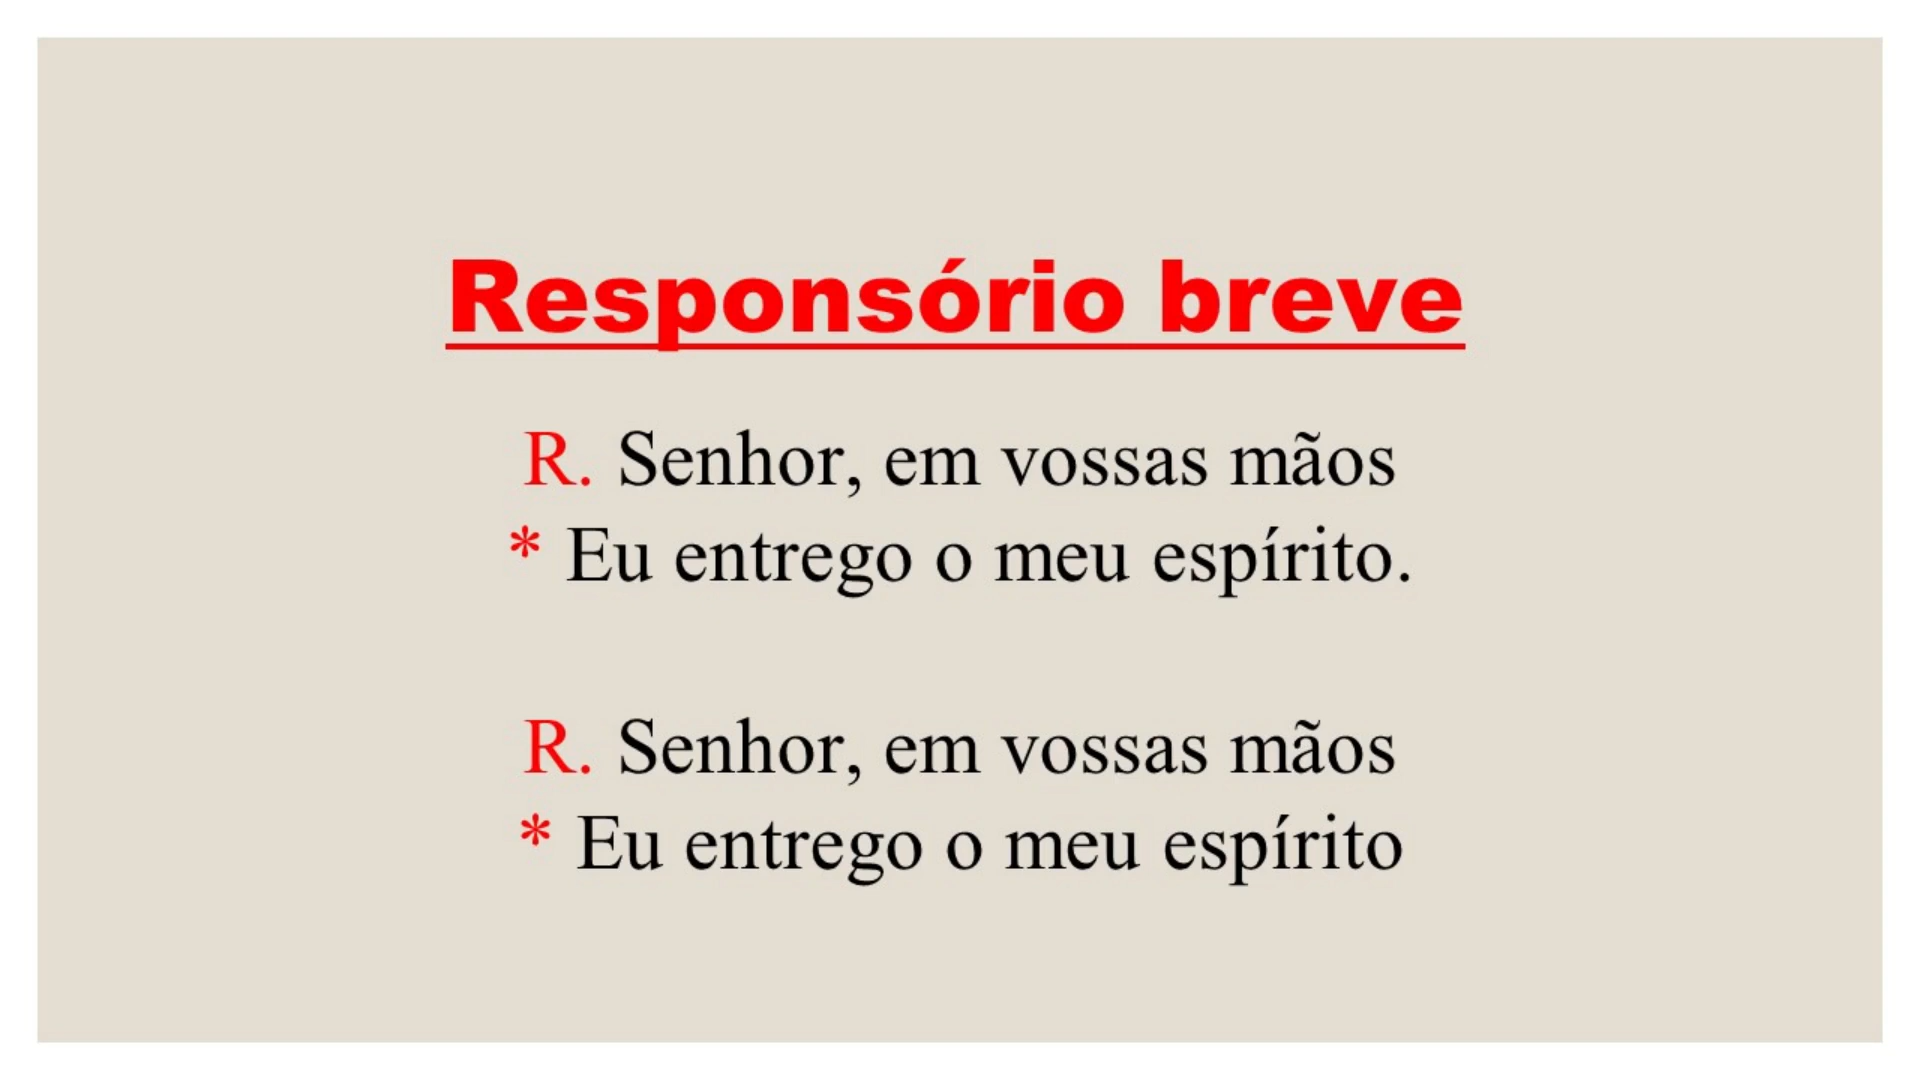 Responsório breve
R. Senhor, em vossas mãos
* Eu entrego o meu espírito.
R. Senhor, em vossas mãos
* Eu entrego o meu espírito